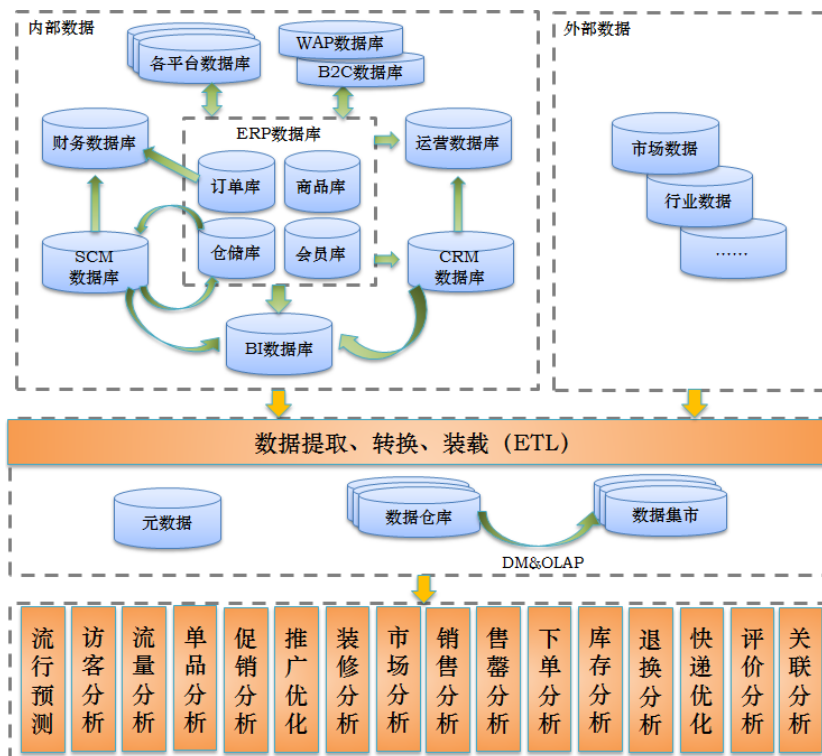 内部数据
各平台数据库
WAP数据库
B2C数据库
ERP数据库
财务数据库
运营数据库
订单库
商品库
仓储库
会员库
SCM
数据库
CRM
数据库
BI数据库
外部数据
市场数据
行业数据
……
数据提取、转换、装载（ETL）
元数据
数据仓库
数据集市
DM&OLAP
流行预测
访客分析
流量分析
单品分析
促销分析
推广优化
装修分析
市场分析
销售分析
售罄分析
下单分析
库存分析
退换分析
快递优化
评价分析
关联分析